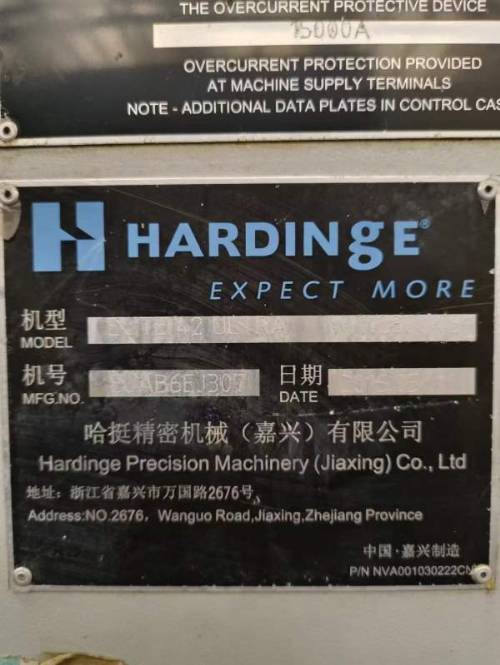 THE OVERCURRENT PROTECTIVE DEVICE
15000A
OVERCURRENT PROTECTION PROVIDED
AT MACHINE SUPPLY TERMINALS
NOTE - ADDITIONAL DATA PLATES IN CONTROL CAS
HARDINGE®
EXPECT MORE
机型
MODEL
机号 日期
MFG.NO. DATE
哈挺精密机械（嘉兴）有限公司
Hardinge Precision Machinery (Jiaxing) Co., Ltd
地址：浙江省嘉兴市万国路2676号
Address:NO.2676，Wanguo Road,Jiaxing,Zhejiang Province
中国·嘉兴制造
P/N NVA001030222CN